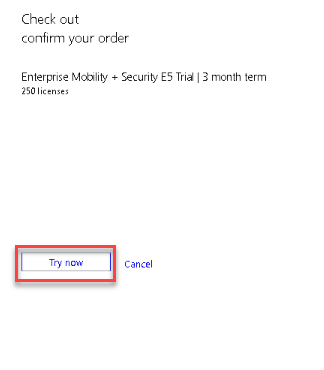 Check out
confirm your order
Enterprise Mobility + Security E5 Trial | 3 month term
250 licenses
Try now
Cancel